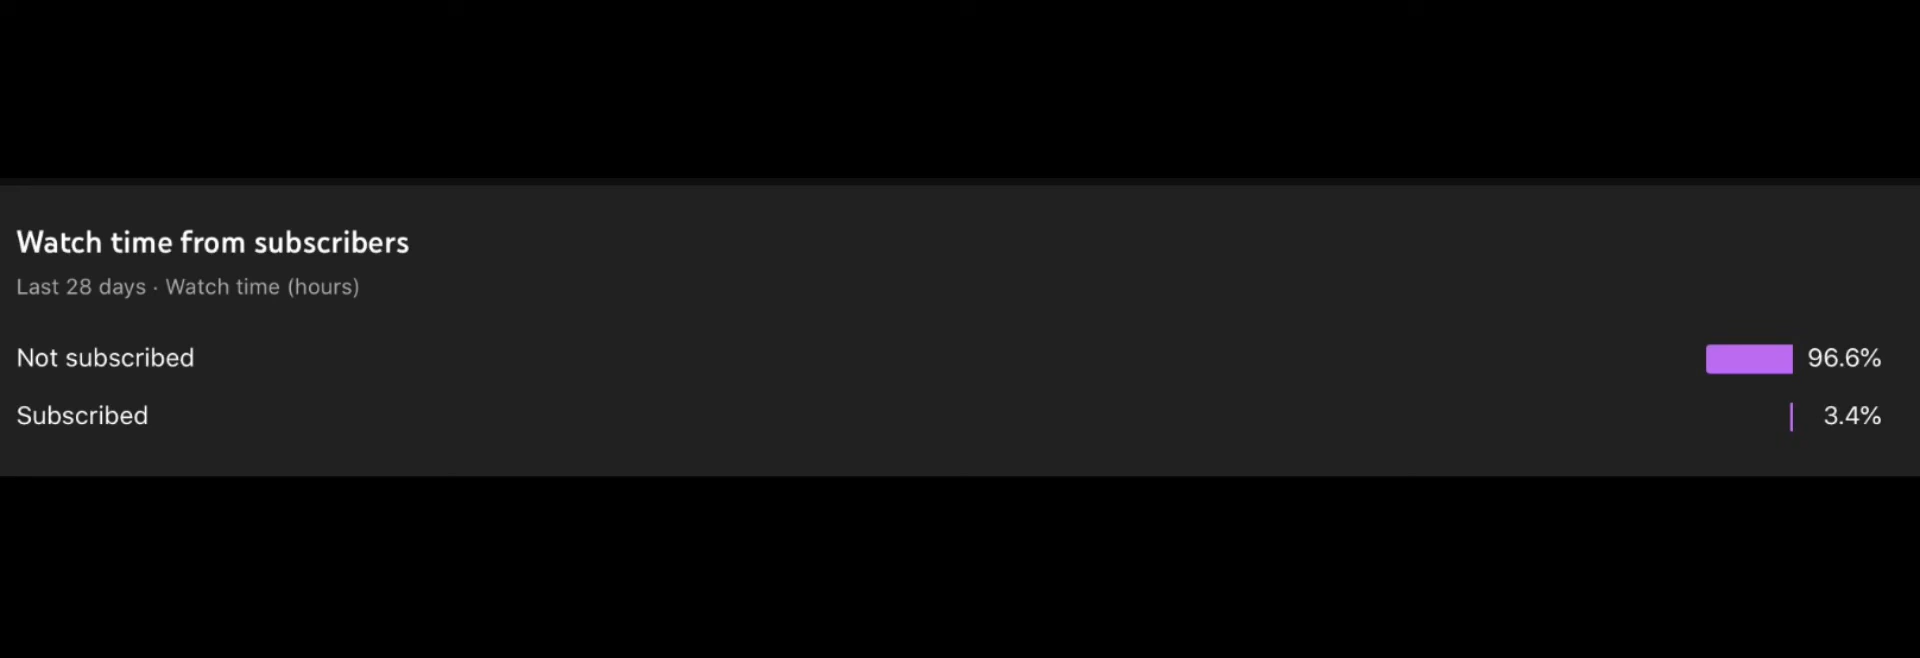 Watch time from subscribers
Last 28 days · Watch time (hours)
Not subscribed 96.6%
Subscribed 3.4%